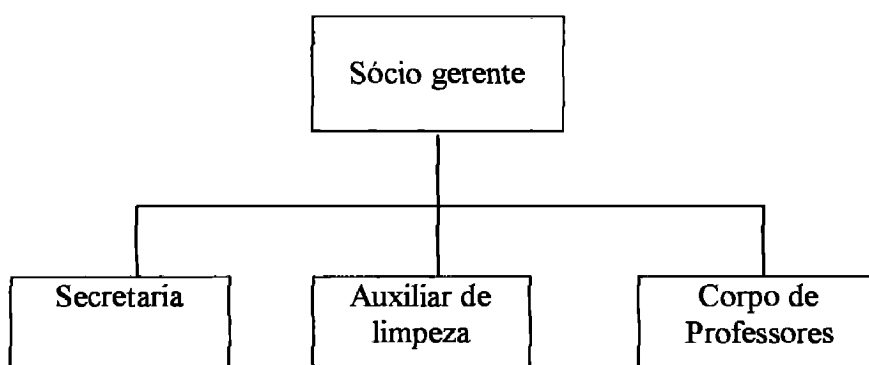 Sócio gerente
Secretaria
Auxiliar de
limpeza
Corpo de
Professores